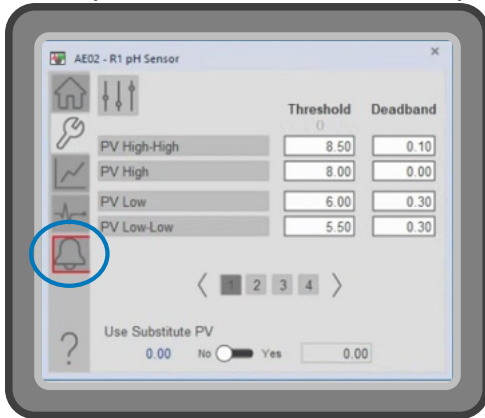 AE02 - R1 pH Sensor ×
Threshold Deadband
()
PV High-High 8.50 0.10
PV High 8.00 0.00
PV Low 6.00 0.30
PV Low-Low 5.50 0.30
1 2 3 4
?
Use Substitute PV
0.00 No Yes 0.00